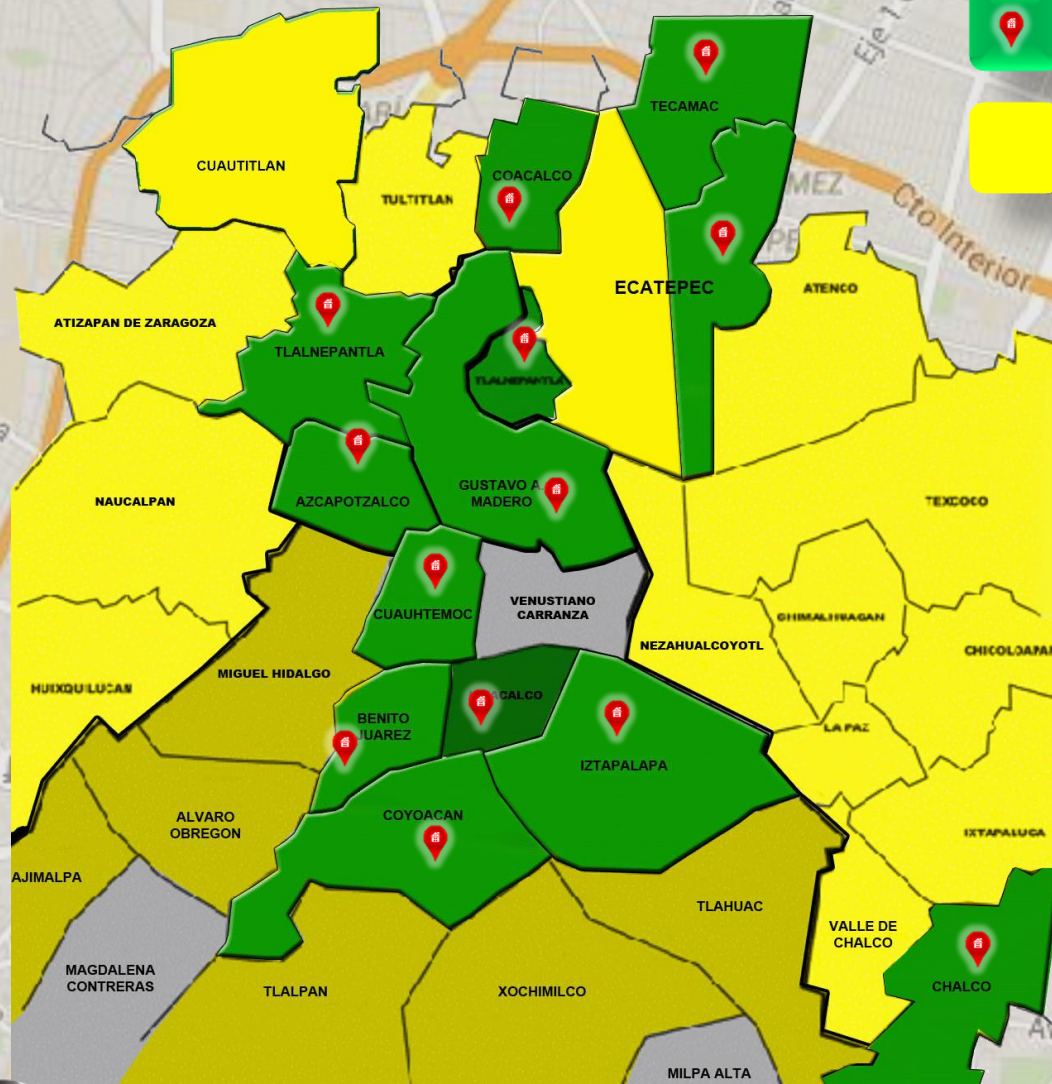 Eje 1
TECAMAC
CUAUTITLAN
COACALCO
TULTITLAN
MEZ
Cto Interior
ECATEPEC
ATENCO
ATIZAPAN DE ZARAGOZA
TLALNEPANTLA
TLALNEPANTLA
NAUCALPAN
AZCAPOTZALCO
GUSTAVO A.
MADERO
TEXCOCO
CUAUHTEMOC
VENUSTIANO
CARRANZA
CHIMALHUACAN
NEZAHUALCOYOTL
CHICOLOAPAN
MIGUEL HIDALGO
HUIXQUILUCAN
ACALCO
BENITO
JUAREZ
LA PAZ
IZTAPALAPA
ALVARO
OBREGON
COYOACAN
IXTAPALUCA
AJIMALPA
TLAHUAC
VALLE DE
CHALCO
MAGDALENA
CONTRERAS
TLALPAN
XOCHIMILCO
CHALCO
MILPA ALTA